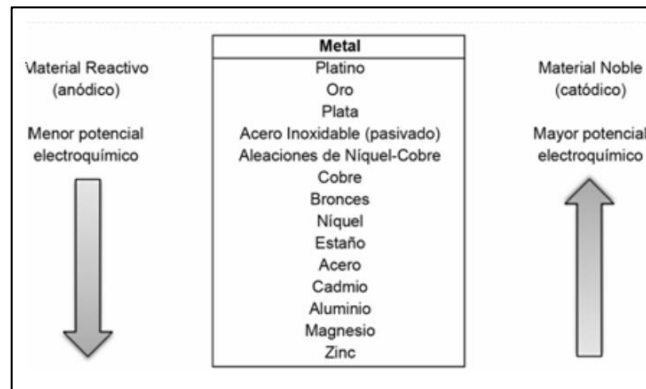 Material Reactivo
(anódico)
Menor potencial
electroquímico
Metal
Platino
Oro
Plata
Acero Inoxidable (pasivado)
Aleaciones de Níquel-Cobre
Cobre
Bronces
Níquel
Estaño
Acero
Cadmio
Aluminio
Magnesio
Zinc
Material Noble
(catódico)
Mayor potencial
electroquímico